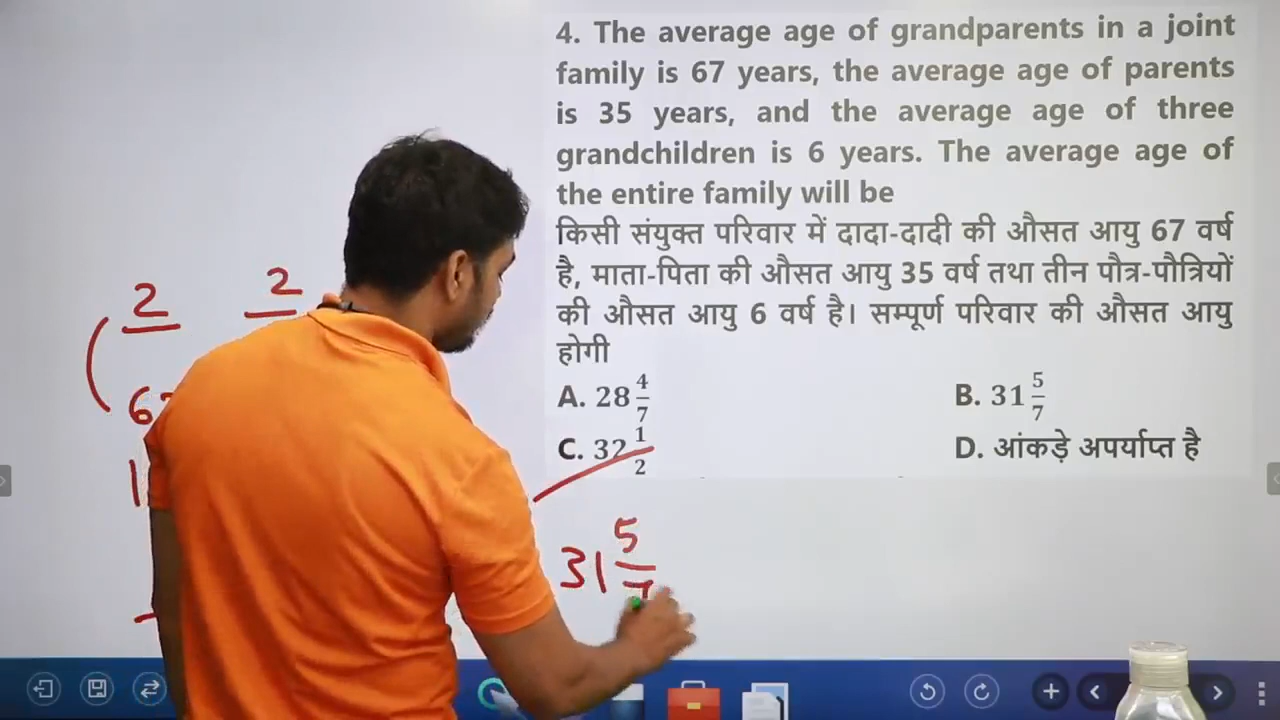 4. The average age of grandparents in a joint
family is 67 years, the average age of parents
is 35 years, and the average age of three
grandchildren is 6 years. The average age of
the entire family will be
किसी संयुक्त परिवार में दादा-दादी की औसत आयु 67 वर्ष
है, माता-पिता की औसत आयु 35 वर्ष तथा तीन पौत्र-पौत्रियों
की औसत आयु 6 वर्ष है। सम्पूर्ण परिवार की औसत आयु
होगी
A. 28 4/7
B. 31 5/7
C. 32 1/2
D. आंकड़े अपर्याप्त है
2 2
31 5/7